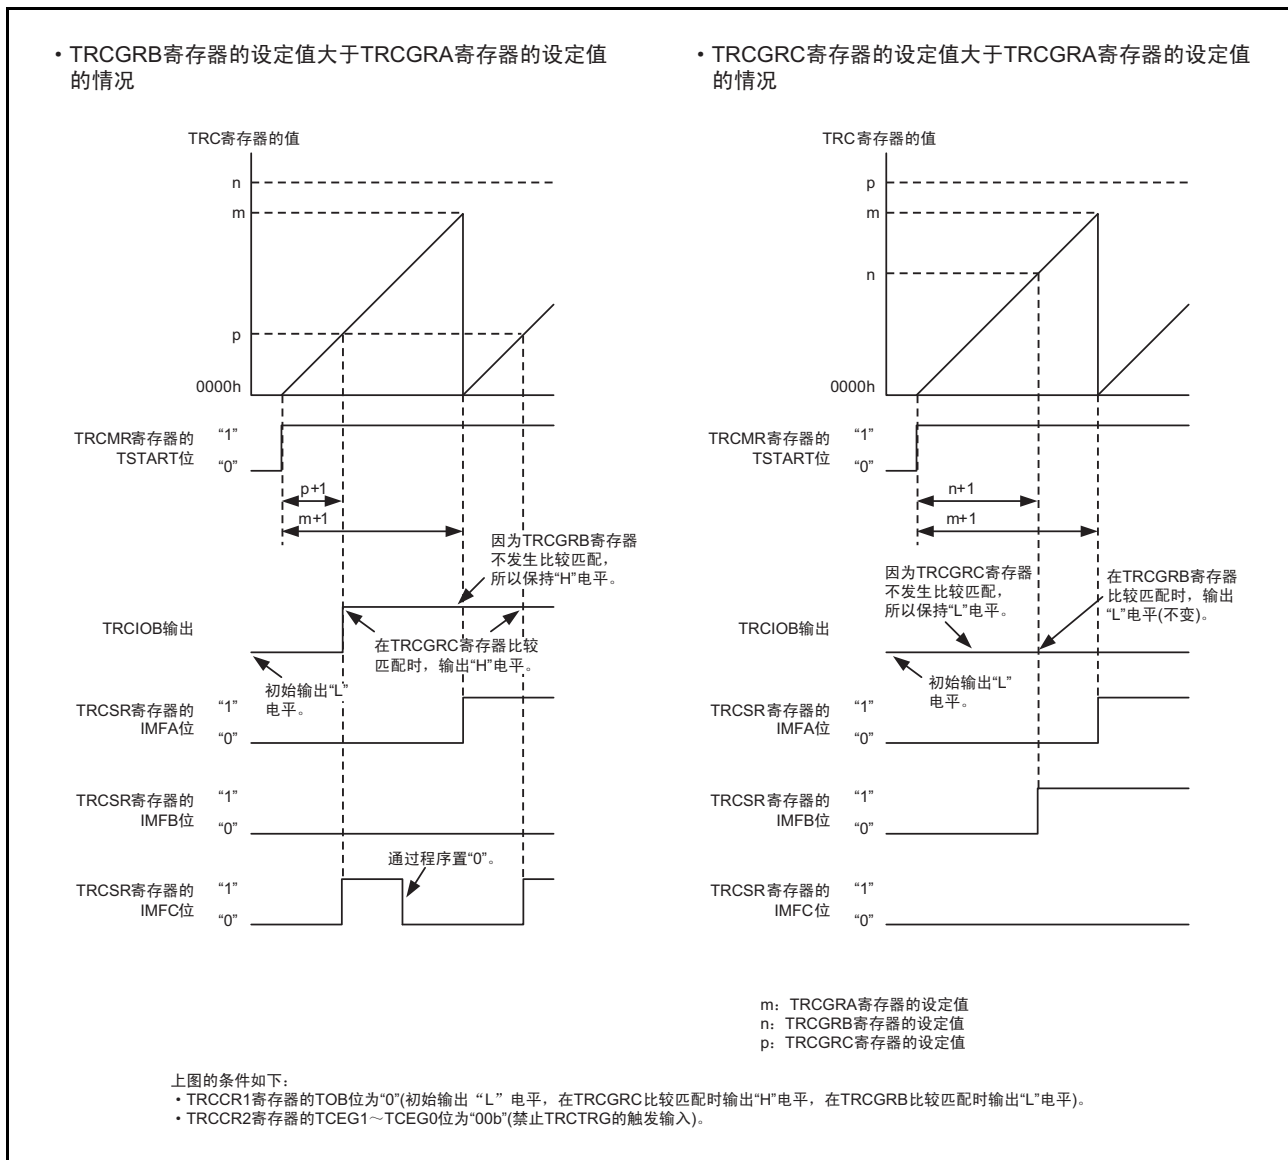 • TRCGRB寄存器的设定值大于TRCGRA寄存器的设定值
的情况
TRC寄存器的值
n
m
p
0000h
TRCMR寄存器的
TSTART位
“1”
“0”
p+1
m+1
因为TRCGRB寄存器
不发生比较匹配，
所以保持“H”电平。
TRCIOB输出
在TRCGRC寄存器比较
匹配时，输出“H”电平。
初始输出“L”
电平。
TRCSR寄存器的
IMFA位
“1”
“0”
TRCSR寄存器的
IMFB位
“1”
“0”
通过程序置“0”。
TRCSR寄存器的
IMFC位
“1”
“0”
• TRCGRC寄存器的设定值大于TRCGRA寄存器的设定值
的情况
TRC寄存器的值
p
m
n
0000h
TRCMR寄存器的
TSTART位
“1”
“0”
n+1
m+1
因为TRCGRC寄存器
不发生比较匹配，
所以保持“L”电平。
在TRCGRB寄存器
比较匹配时，输出
“L”电平(不变)。
TRCIOB输出
初始输出“L”
电平。
TRCSR寄存器的
IMFA位
“1”
“0”
TRCSR寄存器的
IMFB位
“1”
“0”
TRCSR寄存器的
IMFC位
“1”
“0”
m：TRCGRA寄存器的设定值
n：TRCGRB寄存器的设定值
p：TRCGRC寄存器的设定值
上图的条件如下：
• TRCCR1寄存器的TOB位为“0”(初始输出“L”电平，在TRCGRC比较匹配时输出“H”电平，在TRCGRB比较匹配时输出“L”电平)。
• TRCCR2寄存器的TCEG1～TCEG0位为“00b”(禁止TRCTRG的触发输入)。